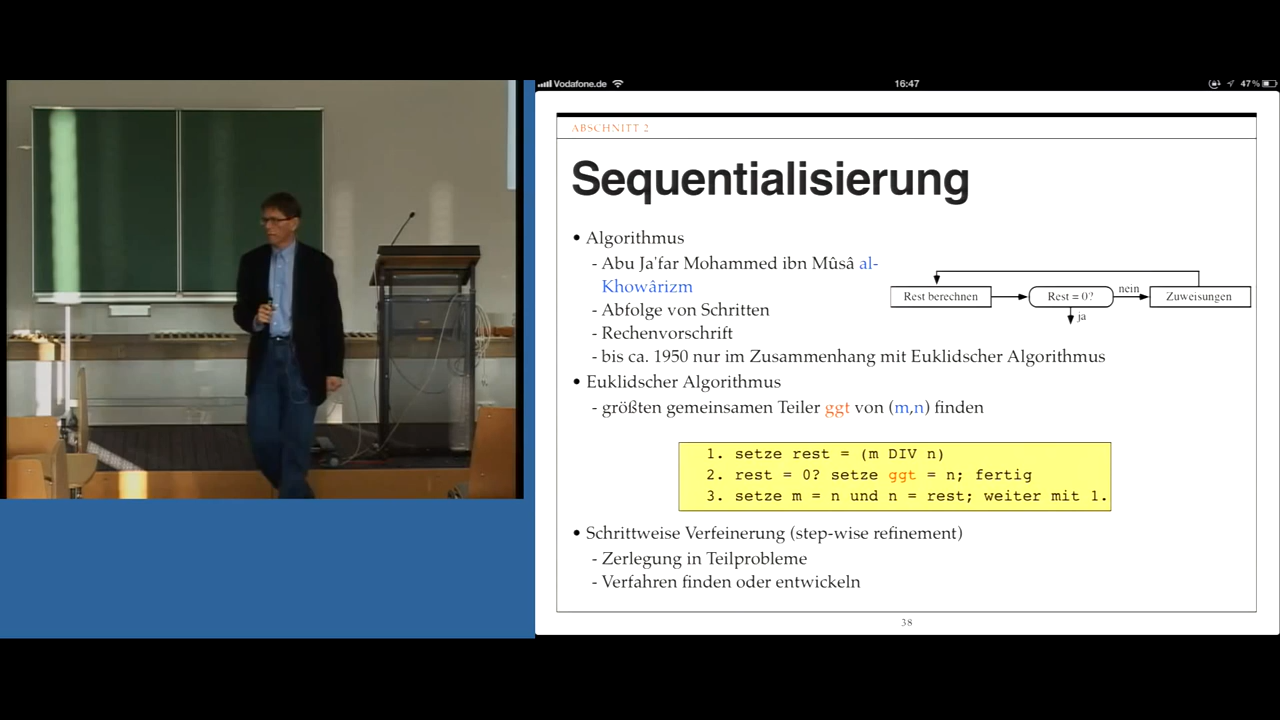 Vodafone.de 16:47 47%
ABSCHNITT 2
Sequentialisierung
• Algorithmus
- Abu Ja'far Mohammed ibn Mûsâ al-
Khowârizm
- Abfolge von Schritten
- Rechenvorschrift
- bis ca. 1950 nur im Zusammenhang mit Euklidscher Algorithmus
Rest berechnen
Rest = 0?
nein
Zuweisungen
ja
• Euklidscher Algorithmus
- größten gemeinsamen Teiler ggt von (m,n) finden
1. setze rest = (m DIV n)
2. rest = 0? setze ggt = n; fertig
3. setze m = n und n = rest; weiter mit 1.
• Schrittweise Verfeinerung (step-wise refinement)
- Zerlegung in Teilprobleme
- Verfahren finden oder entwickeln
38